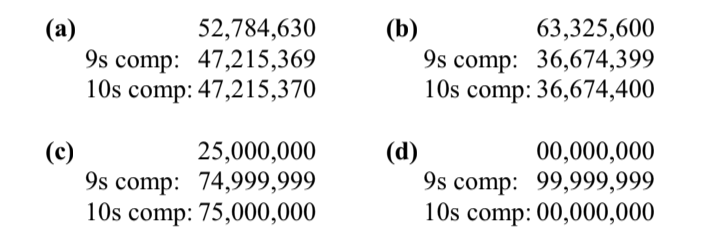 (a) 52,784,630
9s comp: 47,215,369
10s comp: 47,215,370
(b) 63,325,600
9s comp: 36,674,399
10s comp: 36,674,400
(c) 25,000,000
9s comp: 74,999,999
10s comp: 75,000,000
(d) 00,000,000
9s comp: 99,999,999
10s comp: 00,000,000